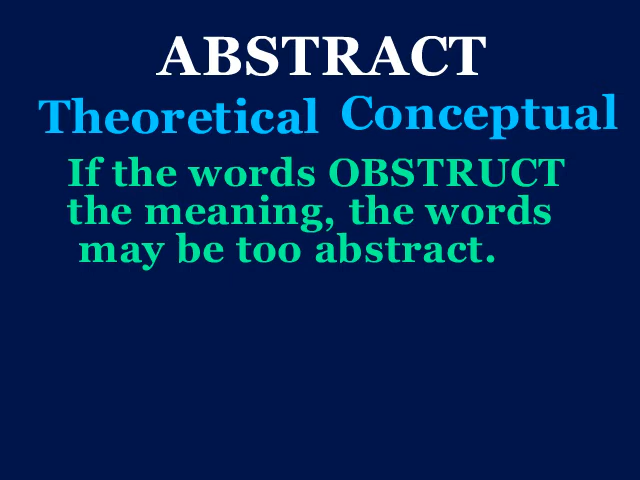 ABSTRACT
Theoretical Conceptual
If the words OBSTRUCT
the meaning, the words
may be too abstract.